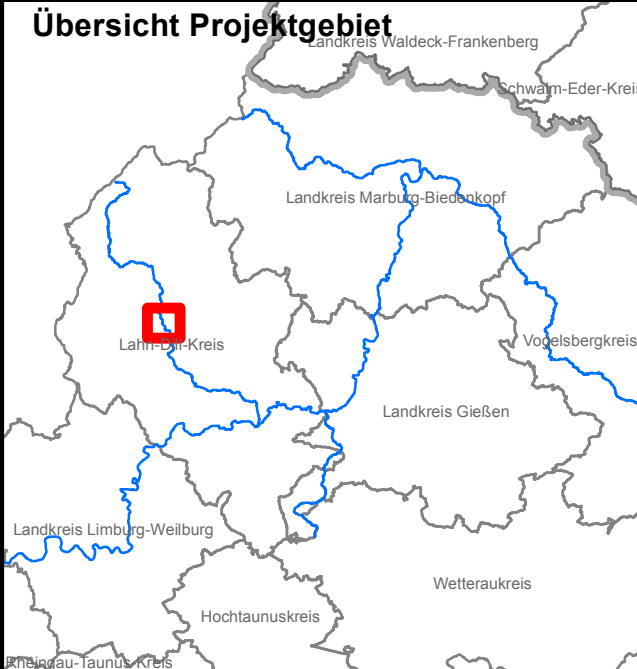 Übersicht Projektgebiet
Landkreis Waldeck-Frankenberg
Schwalm-Eder-Kreis
Landkreis Marburg-Biedenkopf
Vogelsbergkreis
Lahn-Dill-Kreis
Landkreis Gießen
Landkreis Limburg-Weilburg
Wetteraukreis
Hochtaunuskreis
Rheingau-Taunus-Kreis